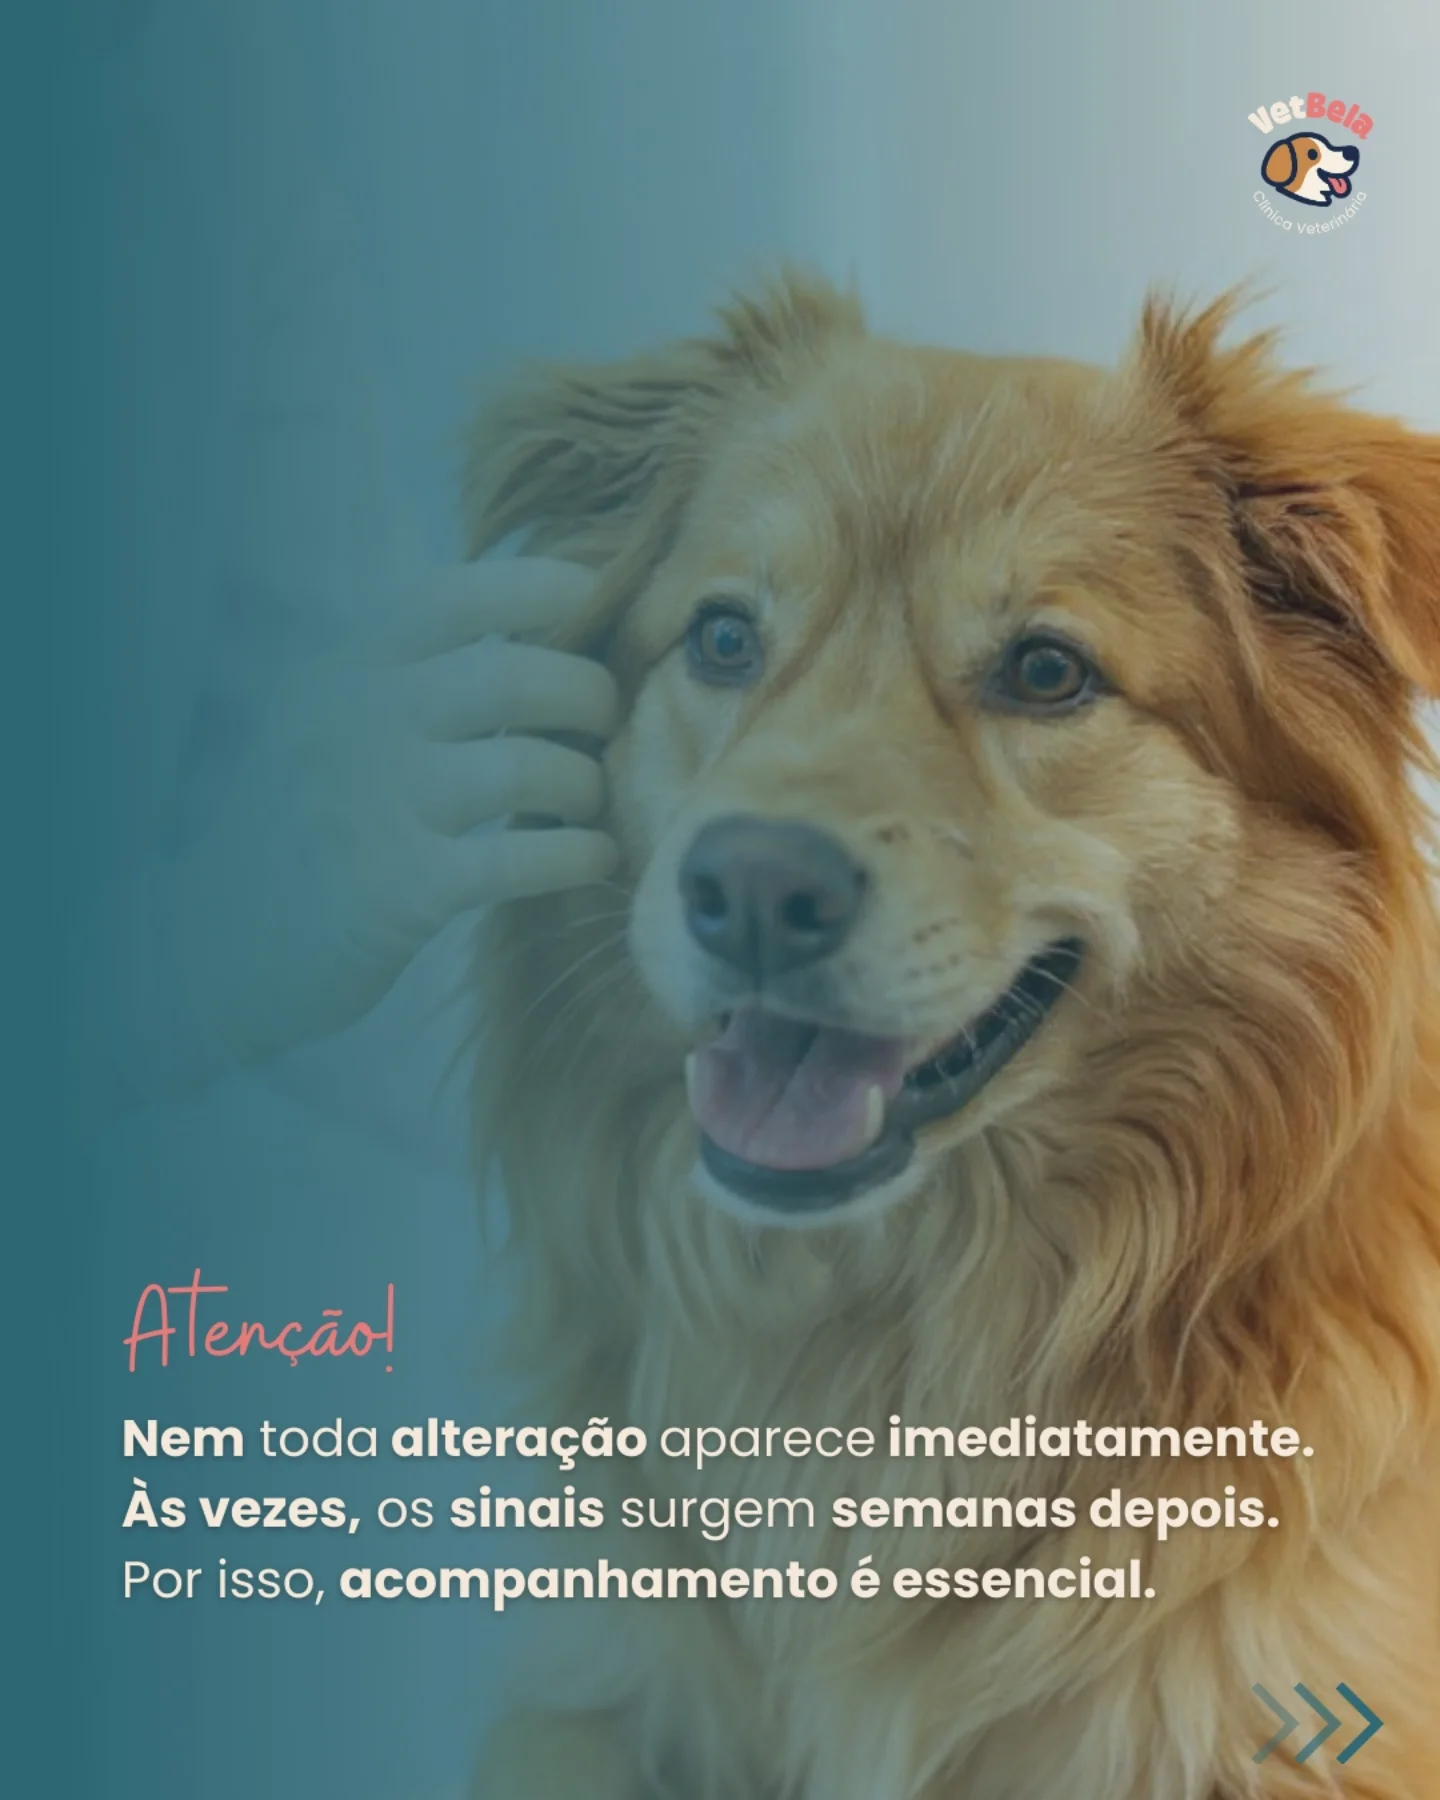 VetBela
Clínica Veterinária
Atenção!
Nem toda alteração aparece imediatamente.
Às vezes, os sinais surgem semanas depois.
Por isso, acompanhamento é essencial.